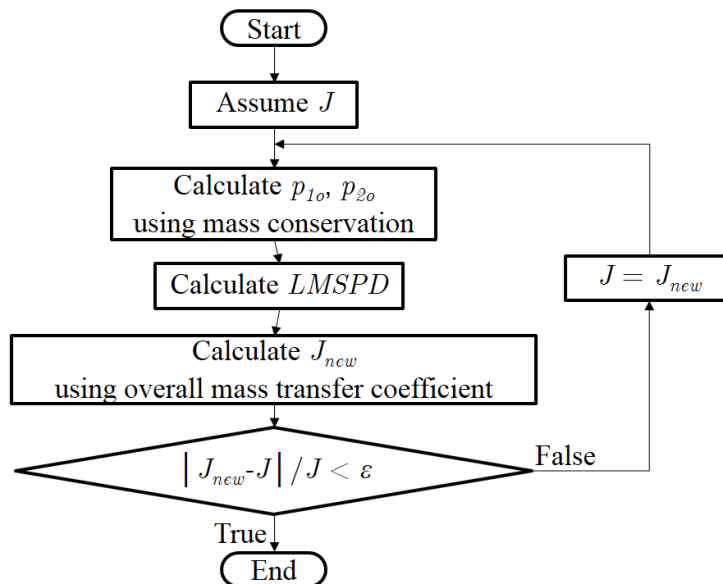 Start
Assume J
Calculate p1o, p2o
using mass conservation
Calculate LMSPD
J = Jnew
Calculate Jnew
using overall mass transfer coefficient
| Jnew-J | / J < ε
False
True
End